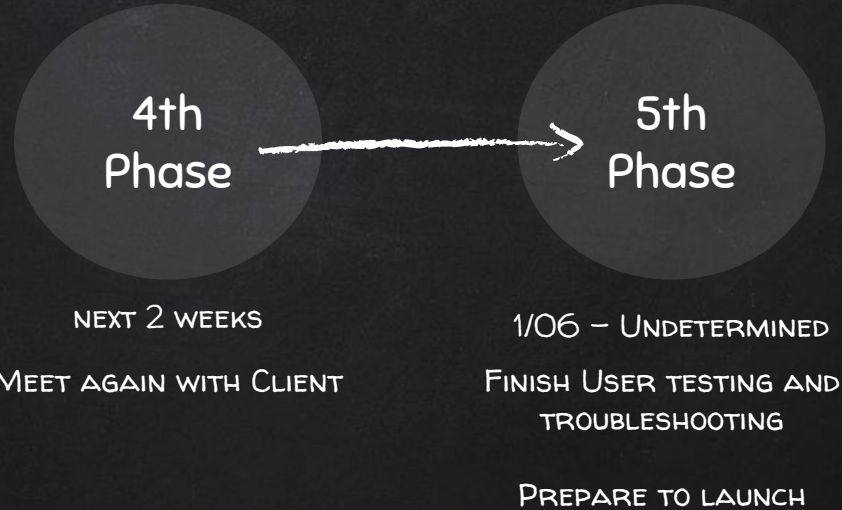 4th
Phase
5th
Phase
NEXT 2 WEEKS
MEET AGAIN WITH CLIENT
1/06 – UNDETERMINED
FINISH USER TESTING AND
TROUBLESHOOTING
PREPARE TO LAUNCH